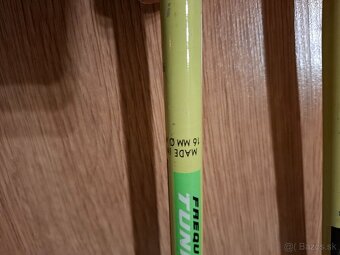 MADE I
16 MM Ø
FREQU
TUN
bazos.sk